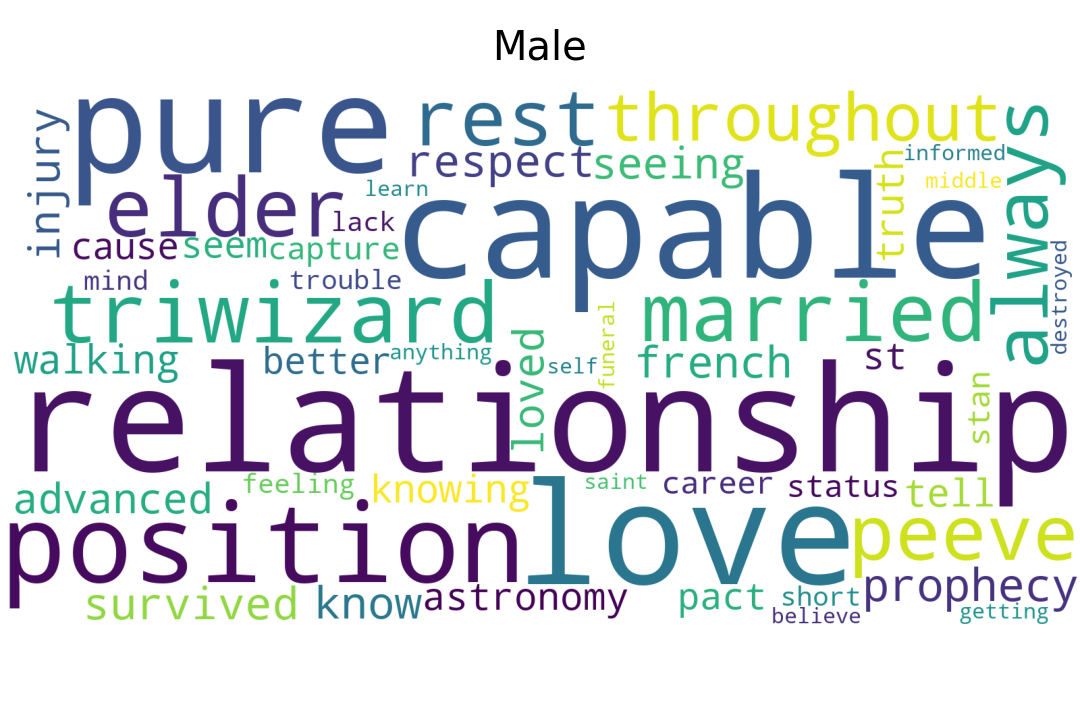 Male
pure
rest
throughout
injury
always
respect
seeing
truth
informed
middle
elder
learn
lack
capable
cause
seem
capture
mind
trouble
destroyed
triwizard
married
walking
better
anything
loved
self
funeral
french
st
stan
relationship
advanced
feeling
knowing
saint
career
status
tell
position
love
peeve
survived
know
astronomy
pact
short
believe
prophecy
getting